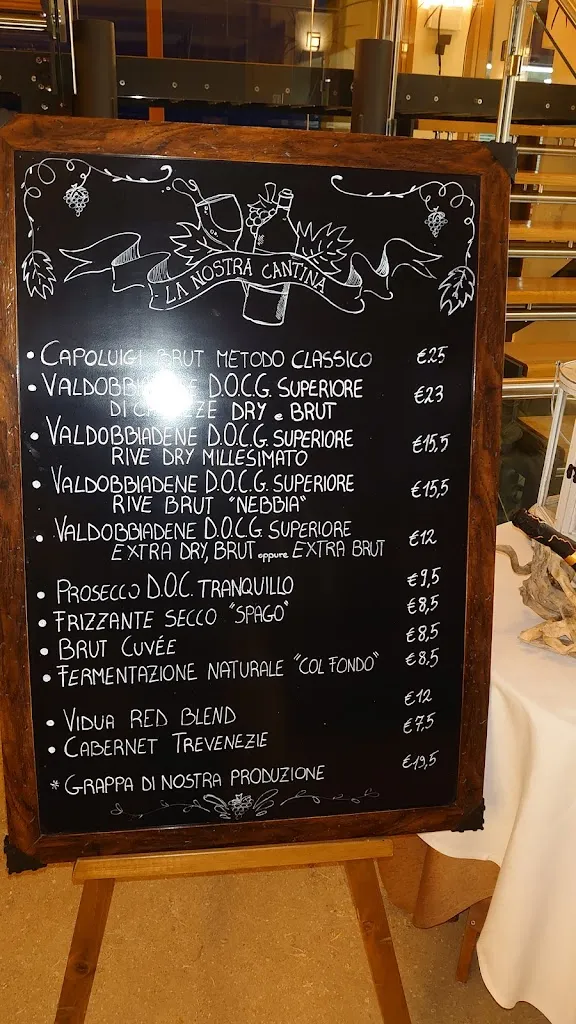 LA NOSTRA CANTINA
• CAPOLUIGI BRUT METODO CLASSICO €25
• VALDOBBIADENE D.O.C.G. SUPERIORE
DI DRY e BRUT €23
• VALDOBBIADENE D.O.C.G. SUPERIORE
RIVE DRY MILLESIMATO €15,5
• VALDOBBIADENE D.O.C.G. SUPERIORE
RIVE BRUT "NEBBIA" €15,5
• VALDOBBIADENE D.O.C.G. SUPERIORE
EXTRA DRY, BRUT oppure EXTRA BRUT €12
• PROSECCO D.O.C. TRANQUILLO €9,5
• FRIZZANTE SECCO "SPAGO" €8,5
• BRUT CUVÉE €8,5
• FERMENTAZIONE NATURALE "COL FONDO" €8,5
• VIDUA RED BLEND €12
• CABERNET TREVENEZIE €7,5
* GRAPPA DI NOSTRA PRODUZIONE €19,5